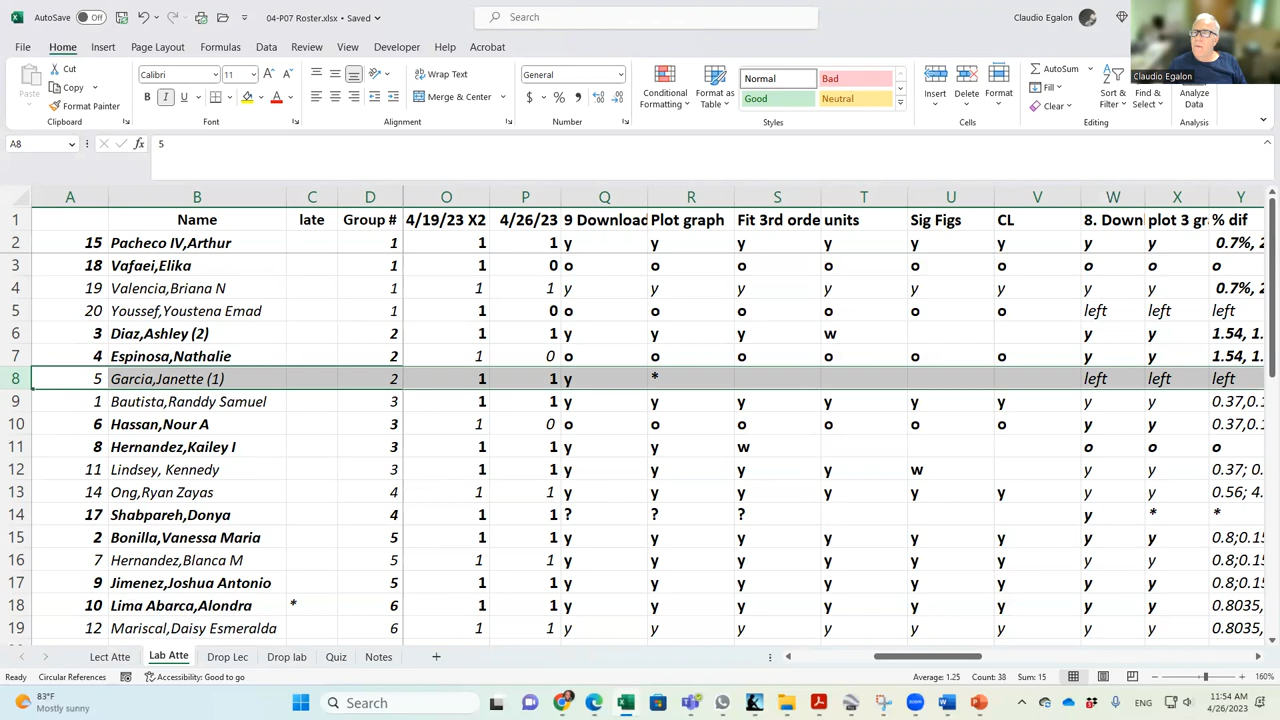 AutoSave Off 04-P07 Roster.xlsx • Saved Search Claudio Egalon
File Home Insert Page Layout Formulas Data Review View Developer Help Acrobat
Claudio Egalon
Paste Cut Copy Format Painter
Calibri 11 B I U
Wrap Text Merge & Center
General $ % ,
Conditional Formatting Format as Table
Normal Bad Good Neutral
Insert Delete Format
AutoSum Fill Clear Sort & Filter Find & Select Analyze Data
Clipboard Font Alignment Number Styles Cells Editing Analysis
A8 fx 5
A B C D O P Q R S T U V W X Y
1 Name late Group # 4/19/23 X2 4/26/23 9 Download Plot graph Fit 3rd orde units Sig Figs CL 8. Down plot 3 gr % dif
2 15 Pacheco IV,Arthur 1 1 1 y y y y y y y y 0.7%, 2
3 18 Vafaei,Elika 1 1 0 o o o o o o o o o
4 19 Valencia,Briana N 1 1 1 y y y y y y y y 0.7%, 2
5 20 Youssef,Youstena Emad 1 1 0 o o o o o o left left left
6 3 Diaz,Ashley (2) 2 1 1 y y y w y y 1.54, 1.
7 4 Espinosa,Nathalie 2 1 0 o o o o o o y y 1.54, 1.
8 5 Garcia,Janette (1) 2 1 1 y * left left left
9 1 Bautista,Randdy Samuel 3 1 1 y y y y y y y y 0.37,0.1
10 6 Hassan,Nour A 3 1 0 o o o o o o y y 0.37,0.1
11 8 Hernandez,Kailey I 3 1 1 y y w o o o
12 11 Lindsey, Kennedy 3 1 1 y y y y w y y 0.37; 0.
13 14 Ong,Ryan Zayas 4 1 1 y y y y y y y y 0.56; 4.
14 17 Shabpareh,Donya 4 1 1 ? ? ? y * *
15 2 Bonilla,Vanessa Maria 5 1 1 y y y y y y y y 0.8;0.15
16 7 Hernandez,Blanca M 5 1 1 y y y y y y y y 0.8;0.15
17 9 Jimenez,Joshua Antonio 5 1 1 y y y y y y y y 0.8;0.15
18 10 Lima Abarca,Alondra * 6 1 1 y y y y y y y y 0.8035,
19 12 Mariscal,Daisy Esmeralda 6 1 1 y y y y y y y y 0.8035,
Lect Atte Lab Atte Drop Lec Drop lab Quiz Notes +
Ready Circular References Accessibility: Good to go Average: 1.25 Count: 38 Sum: 15 160%
83°F
Mostly sunny
Search
ENG 11:54 AM
4/26/2023